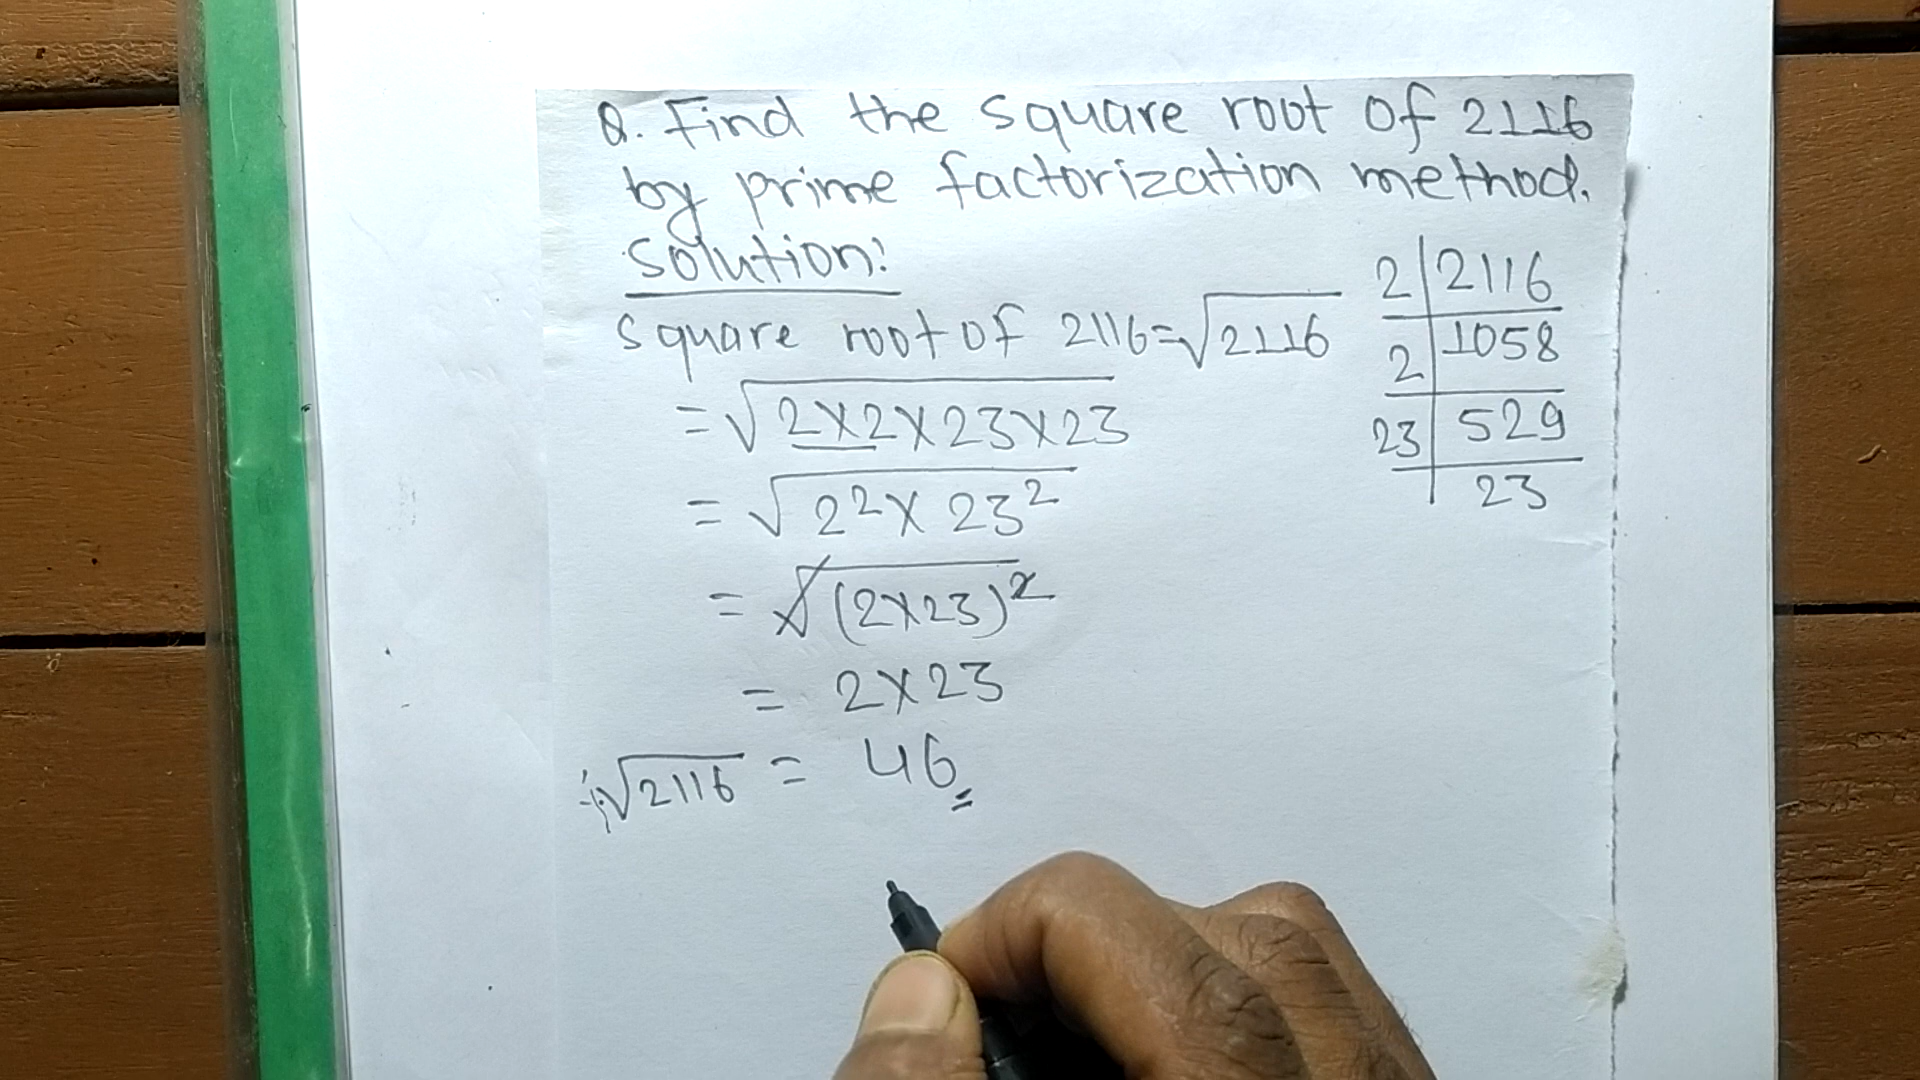 Q. Find the square root of 2116
by prime factorization method.
Solution:
square root of 2116=√2116
=√2×2×23×23
=√2²×23²
=√(2×23)²
= 2×23
∴√2116 = 46
2|2116
2|1058
23|529
23